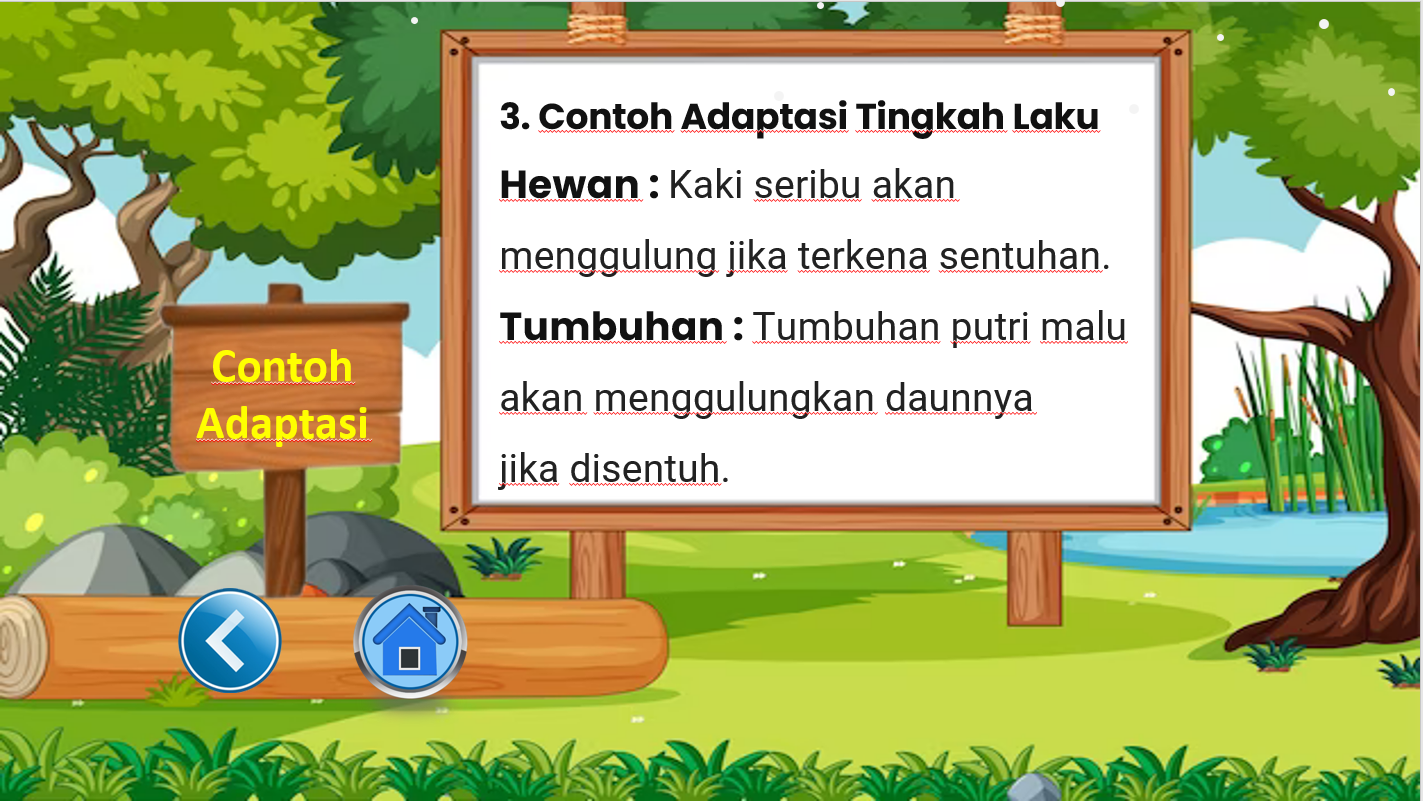 3. Contoh Adaptasi Tingkah Laku
Hewan : Kaki seribu akan
menggulung jika terkena sentuhan.
Tumbuhan : Tumbuhan putri malu
akan menggulungkan daunnya
jika disentuh.
Contoh
Adaptasi